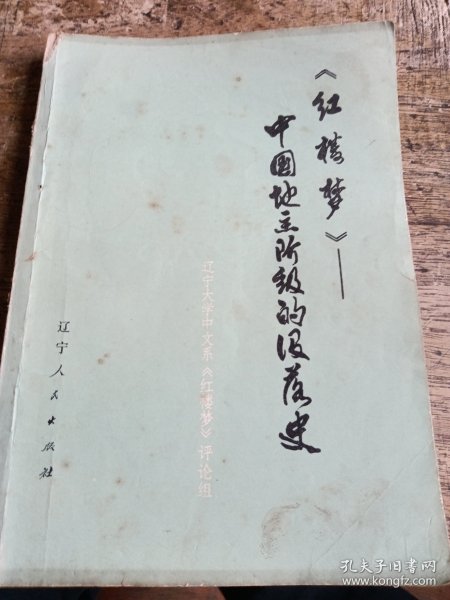 《红楼梦》——
中国地主阶级的没落史
辽宁大学中文系《红楼梦》评论组
辽宁人民出版社
孔夫子旧书网
www.kongfz.com